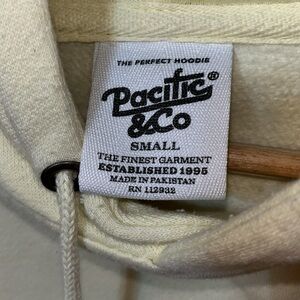 THE PERFECT HOODIE
Pacific®
&Co
SMALL
THE FINEST GARMENT
ESTABLISHED 1995
MADE IN PAKISTAN
RN 112932